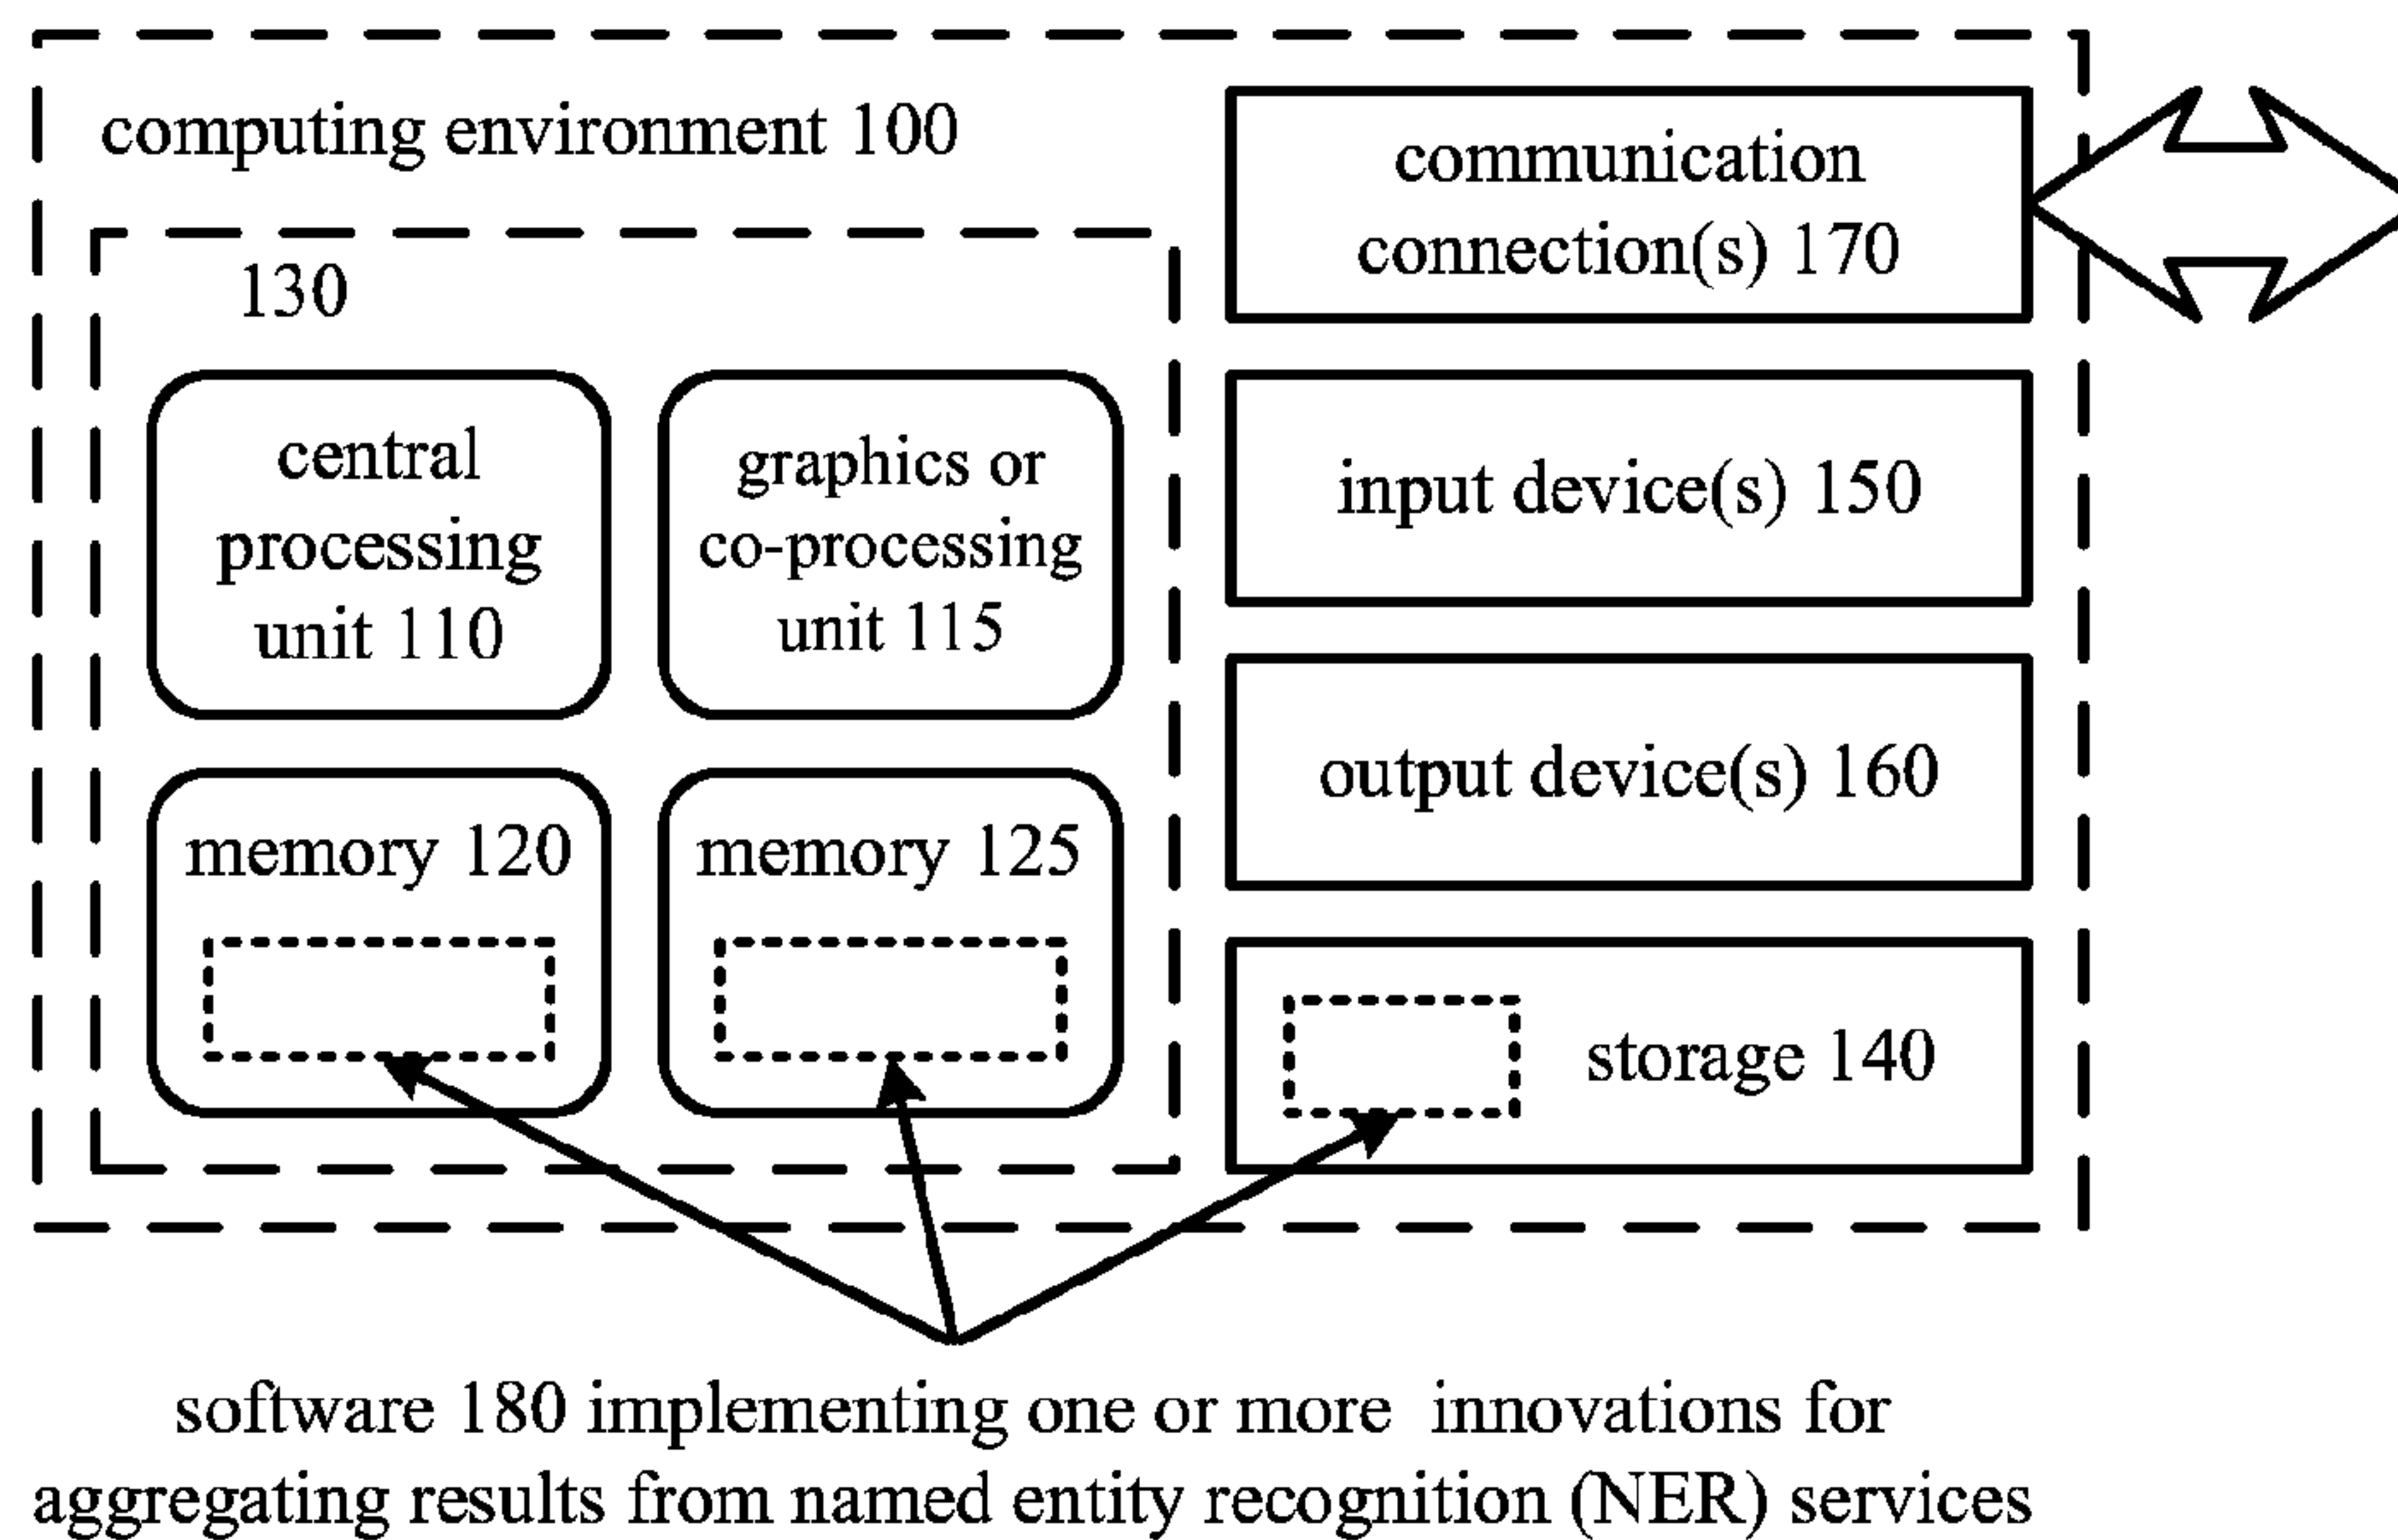 computing environment 100
130
central
processing
unit 110
graphics or
co-processing
unit 115
memory 120
memory 125
communication
connection(s) 170
input device(s) 150
output device(s) 160
storage 140
software 180 implementing one or more innovations for
aggregating results from named entity recognition (NER) services